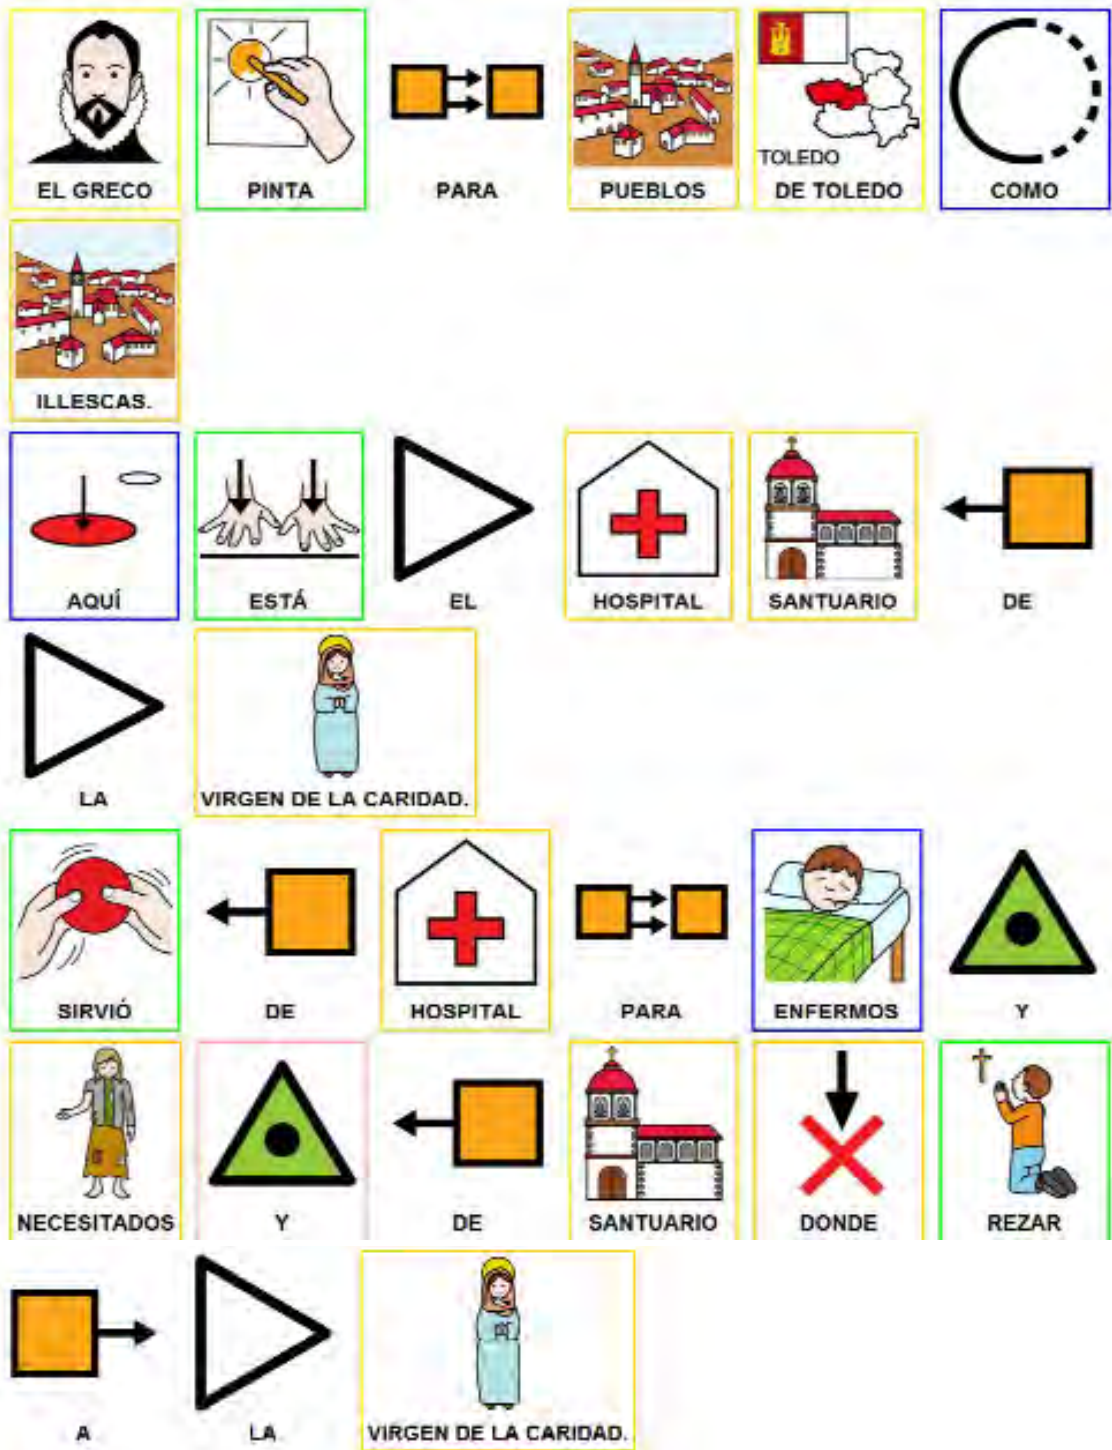 EL GRECO PINTA PARA PUEBLOS TOLEDO DE TOLEDO COMO
ILLESCAS.
AQUÍ ESTÁ EL HOSPITAL SANTUARIO DE
LA VIRGEN DE LA CARIDAD.
SIRVIÓ DE HOSPITAL PARA ENFERMOS Y
NECESITADOS Y DE SANTUARIO DONDE REZAR
A LA VIRGEN DE LA CARIDAD.